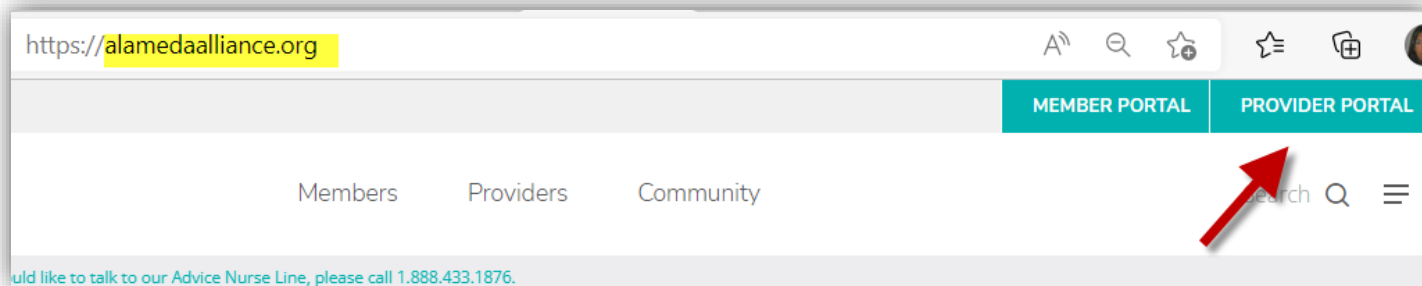 https://alamedaalliance.org
MEMBER PORTAL PROVIDER PORTAL
Members Providers Community Search
uld like to talk to our Advice Nurse Line, please call 1.888.433.1876.